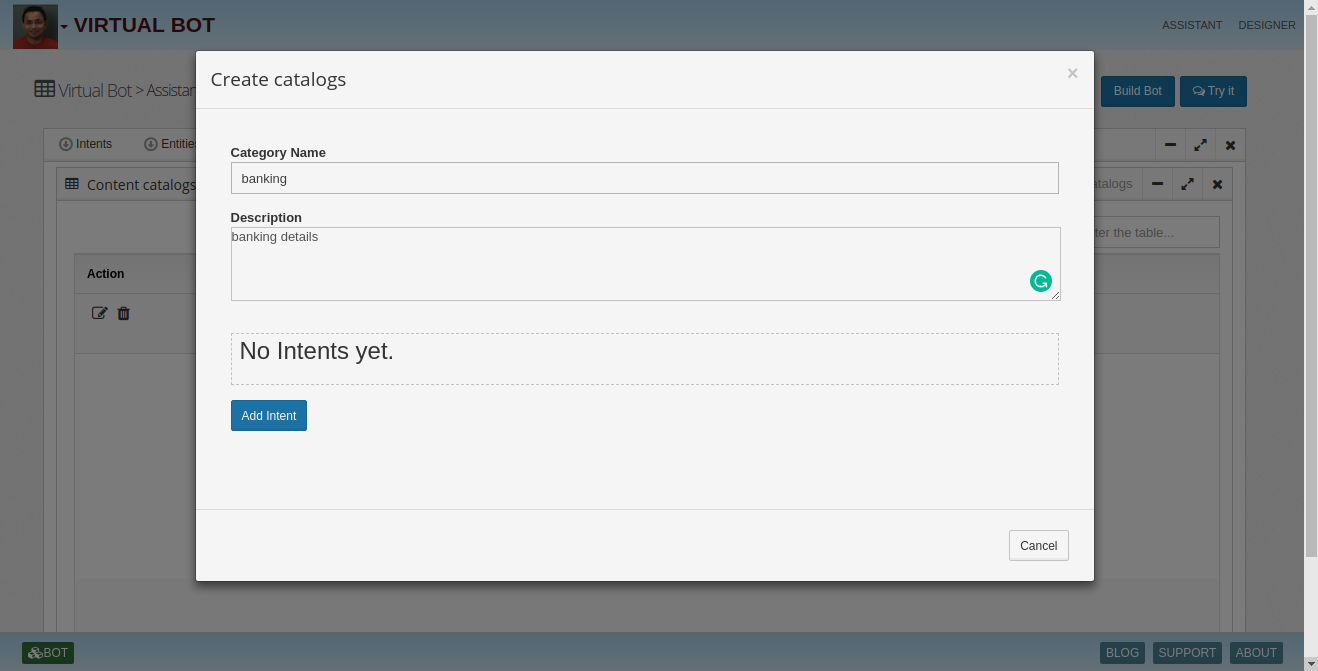 VIRTUAL BOT
ASSISTANT DESIGNER
Create catalogs ×
Virtual Bot > Assistan
Build Bot Try it
Intents Entitie
Category Name
banking
Content catalogs
atalogs
Description
banking details
ter the table...
Action
No Intents yet.
Add Intent
Cancel
BOT
BLOG SUPPORT ABOUT